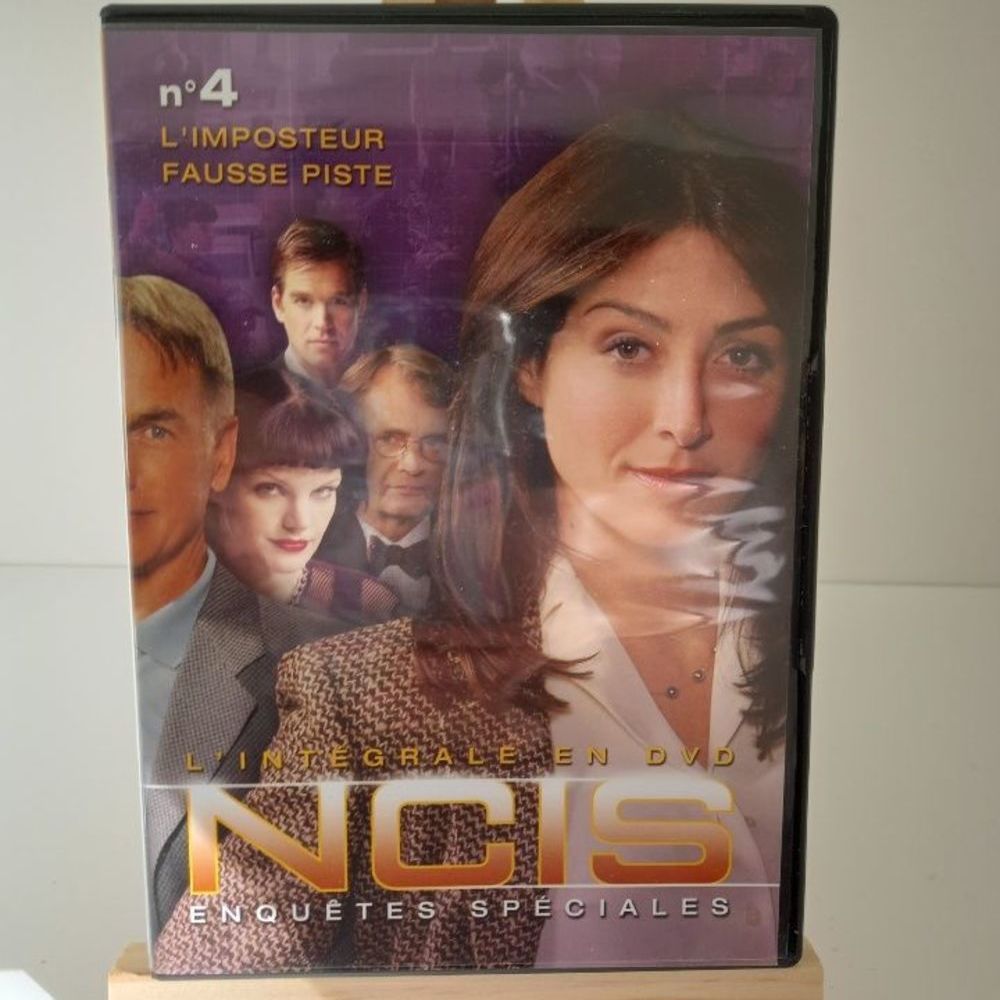 n°4
L'IMPOSTEUR
FAUSSE PISTE
L'INTÉGRALE EN DVD
NCIS
ENQUÊTES SPÉCIALES